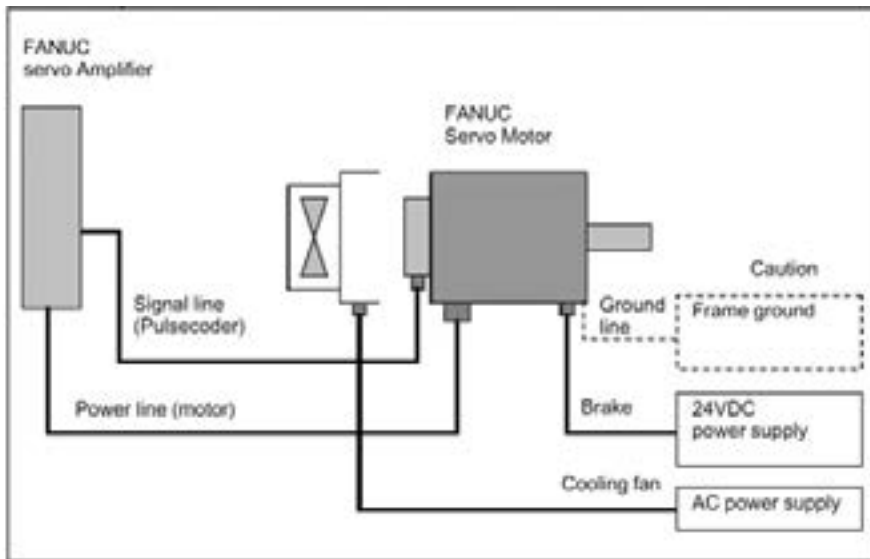 FANUC
servo Amplifier
FANUC
Servo Motor
Caution
Signal line
(Pulsecoder)
Ground
line
Frame ground
Power line (motor)
Brake
24VDC
power supply
Cooling fan
AC power supply